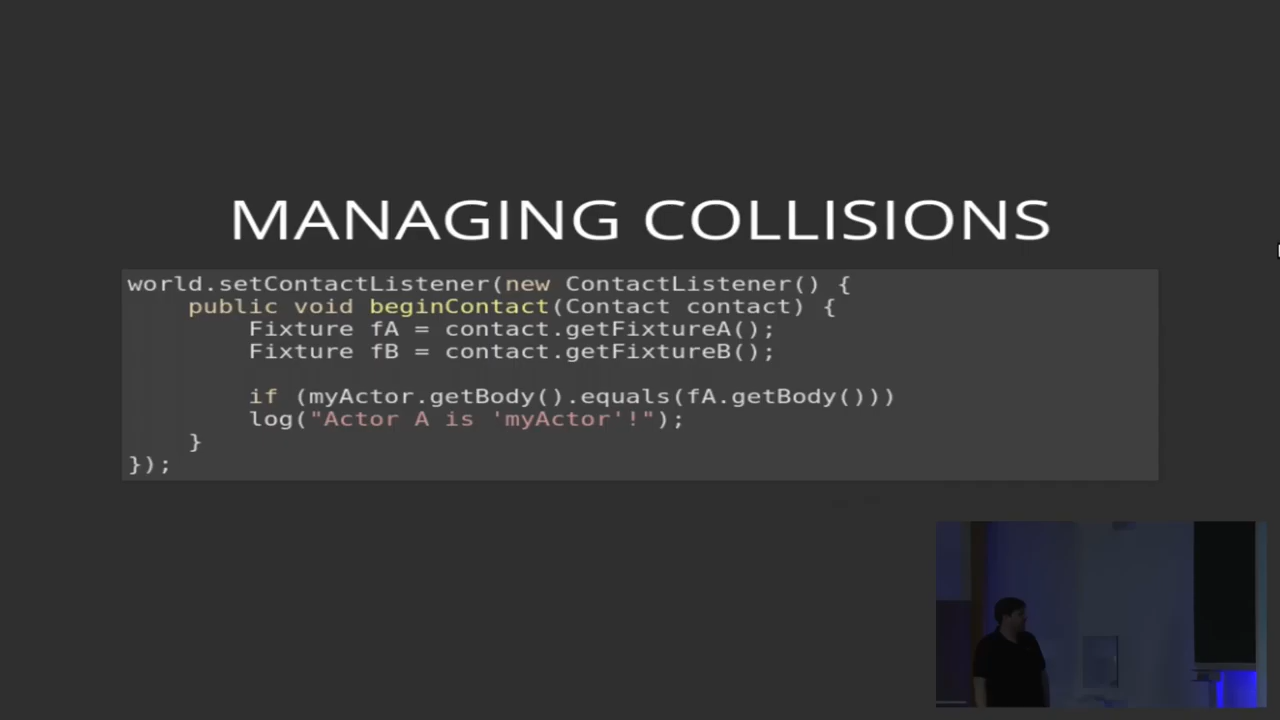 MANAGING COLLISIONS
world.setContactListener(new ContactListener() {
    public void beginContact(Contact contact) {
        Fixture fA = contact.getFixtureA();
        Fixture fB = contact.getFixtureB();

        if (myActor.getBody().equals(fA.getBody()))
        log("Actor A is 'myActor'!");
    }
});